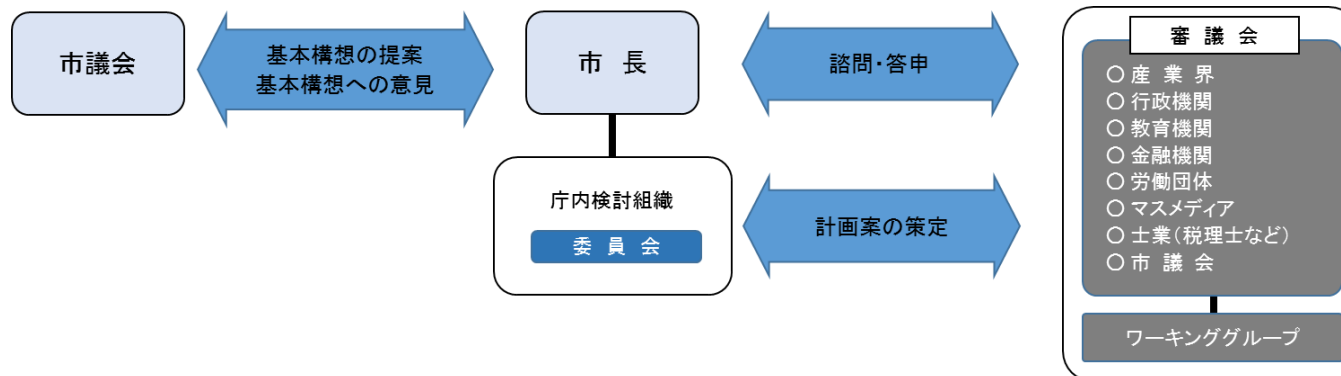 市議会
基本構想の提案
基本構想への意見
市 長
諮問・答申
審 議 会
○ 産 業 界
○ 行政機関
○ 教育機関
○ 金融機関
○ 労働団体
○ マスメディア
○ 士業(税理士など)
○ 市 議 会
庁内検討組織
委 員 会
計画案の策定
ワーキンググループ